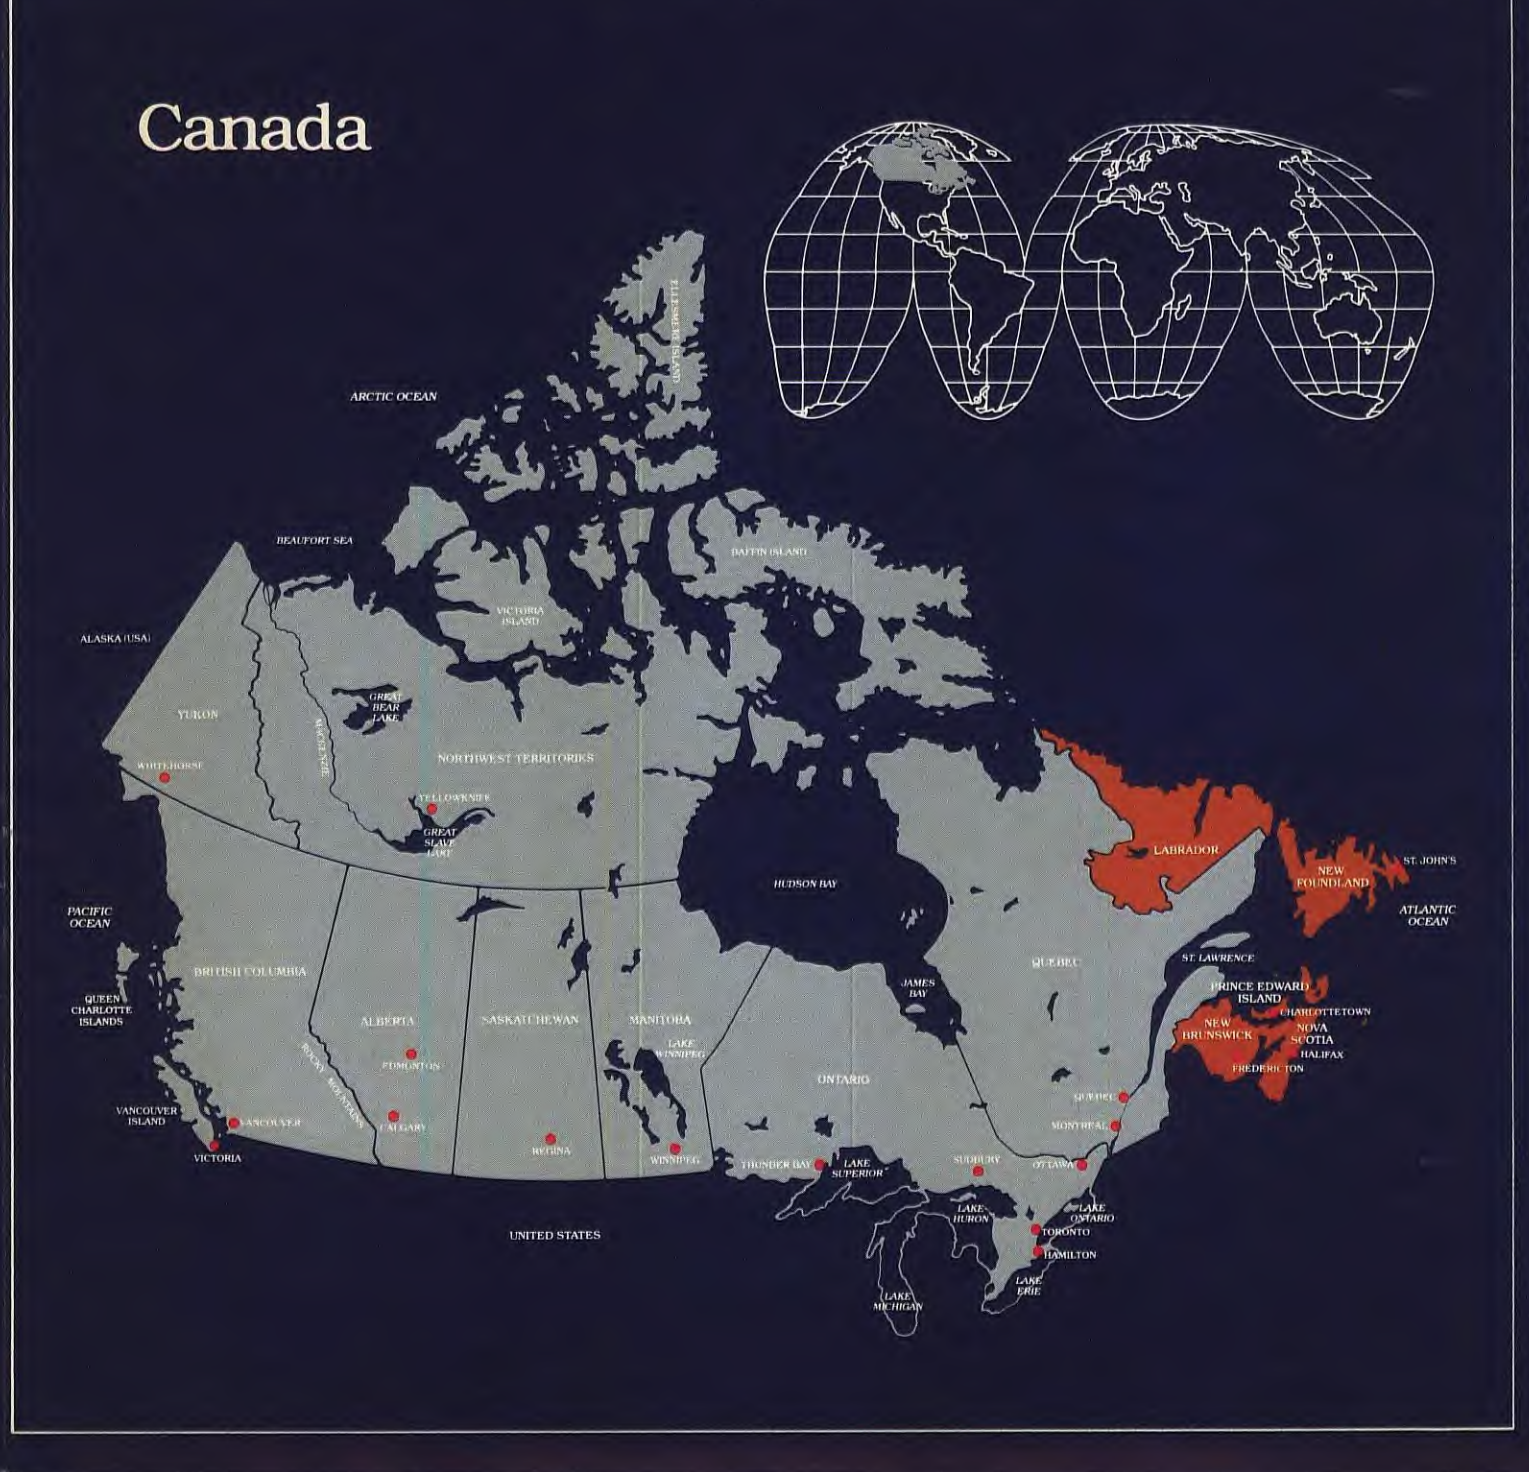 Canada
ELLESMERE ISLAND
ARCTIC OCEAN
BEAUFORT SEA
BAFFIN ISLAND
VICTORIA
ISLAND
ALASKA (USA)
YUKON
GREAT
BEAR
LAKE
MACKENZIE
NORTHWEST TERRITORIKS
WHITEHORSE
YELLOWKNIFE
GREAT
SLAVE
LAKE
LABRADOR
ST. JOHN'S
NEW
FOUNDLAND
HUDSON BAY
PACIFIC
OCEAN
ATLANTIC
OCEAN
ST. LAWRENCE
QUEBEC
BRITISH COLUMBIA
JAMES
BAY
PRINCE EDWARD
ISLAND
QUEEN
CHARLOTTE
ISLANDS
CHARLOTTETOWN
ALBERTA
SASKATCHEWAN
MANITOBA
NEW
BRUNSWICK
NOVA
SCOTIA
LAKE
WINNIPEG
HALIFAX
EDMONTON
ROCKY MOUNTAINS
FREDERICTON
ONTARIO
QUEBEC
VANCOUVER
ISLAND
VANCOUVER
CALGARY
MONTREAL
VICTORIA
REGINA
WINNIPEG
THUNDER BAY
LAKE
SUPERIOR
SUDBURY
OTTAWA
LAKE
HURON
LAKE
ONTARIO
UNITED STATES
TORONTO
HAMILTON
LAKE
ERIE
LAKE
MICHIGAN